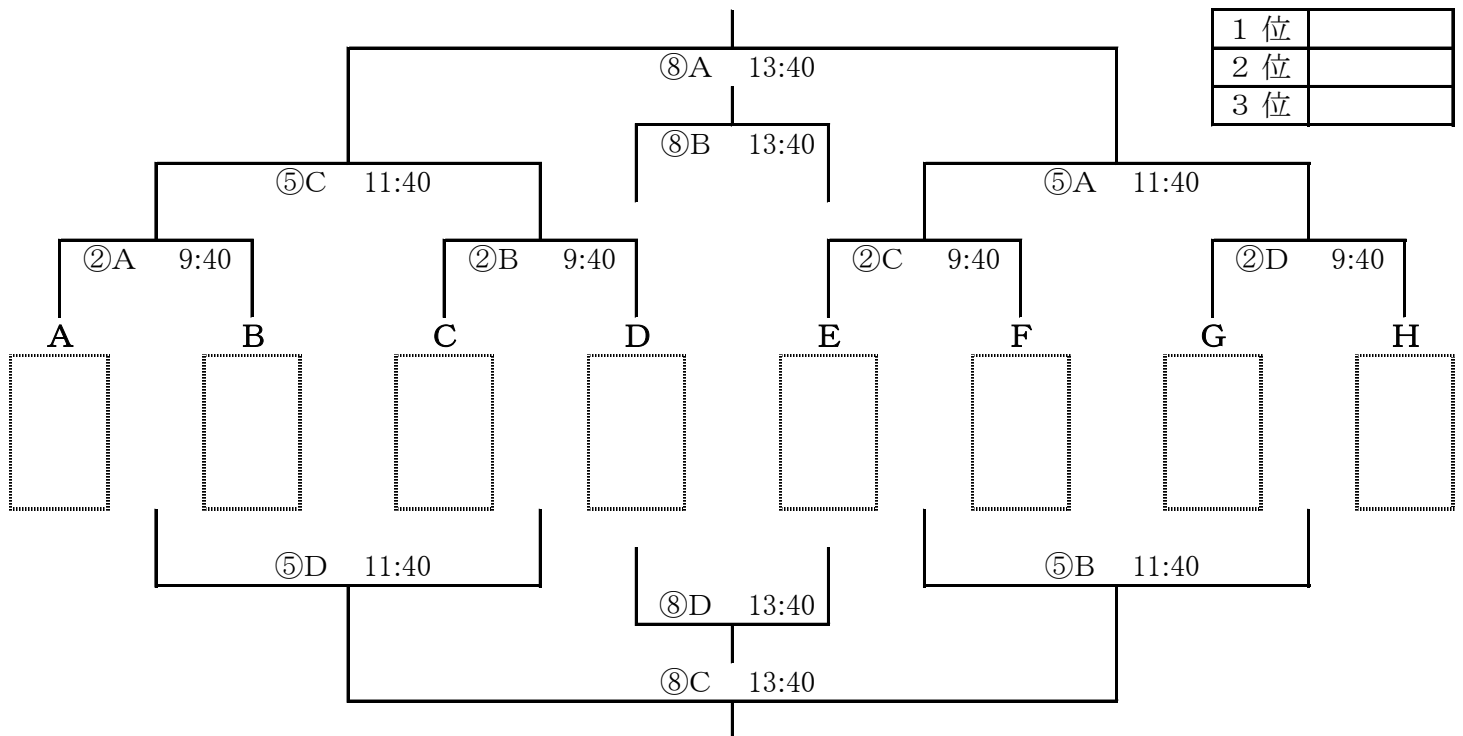 1 位
2 位
3 位
⑧A 13:40
⑧B 13:40
⑤C 11:40
⑤A 11:40
②A 9:40
②B 9:40
②C 9:40
②D 9:40
A B C D E F G H
⑤D 11:40
⑤B 11:40
⑧D 13:40
⑧C 13:40